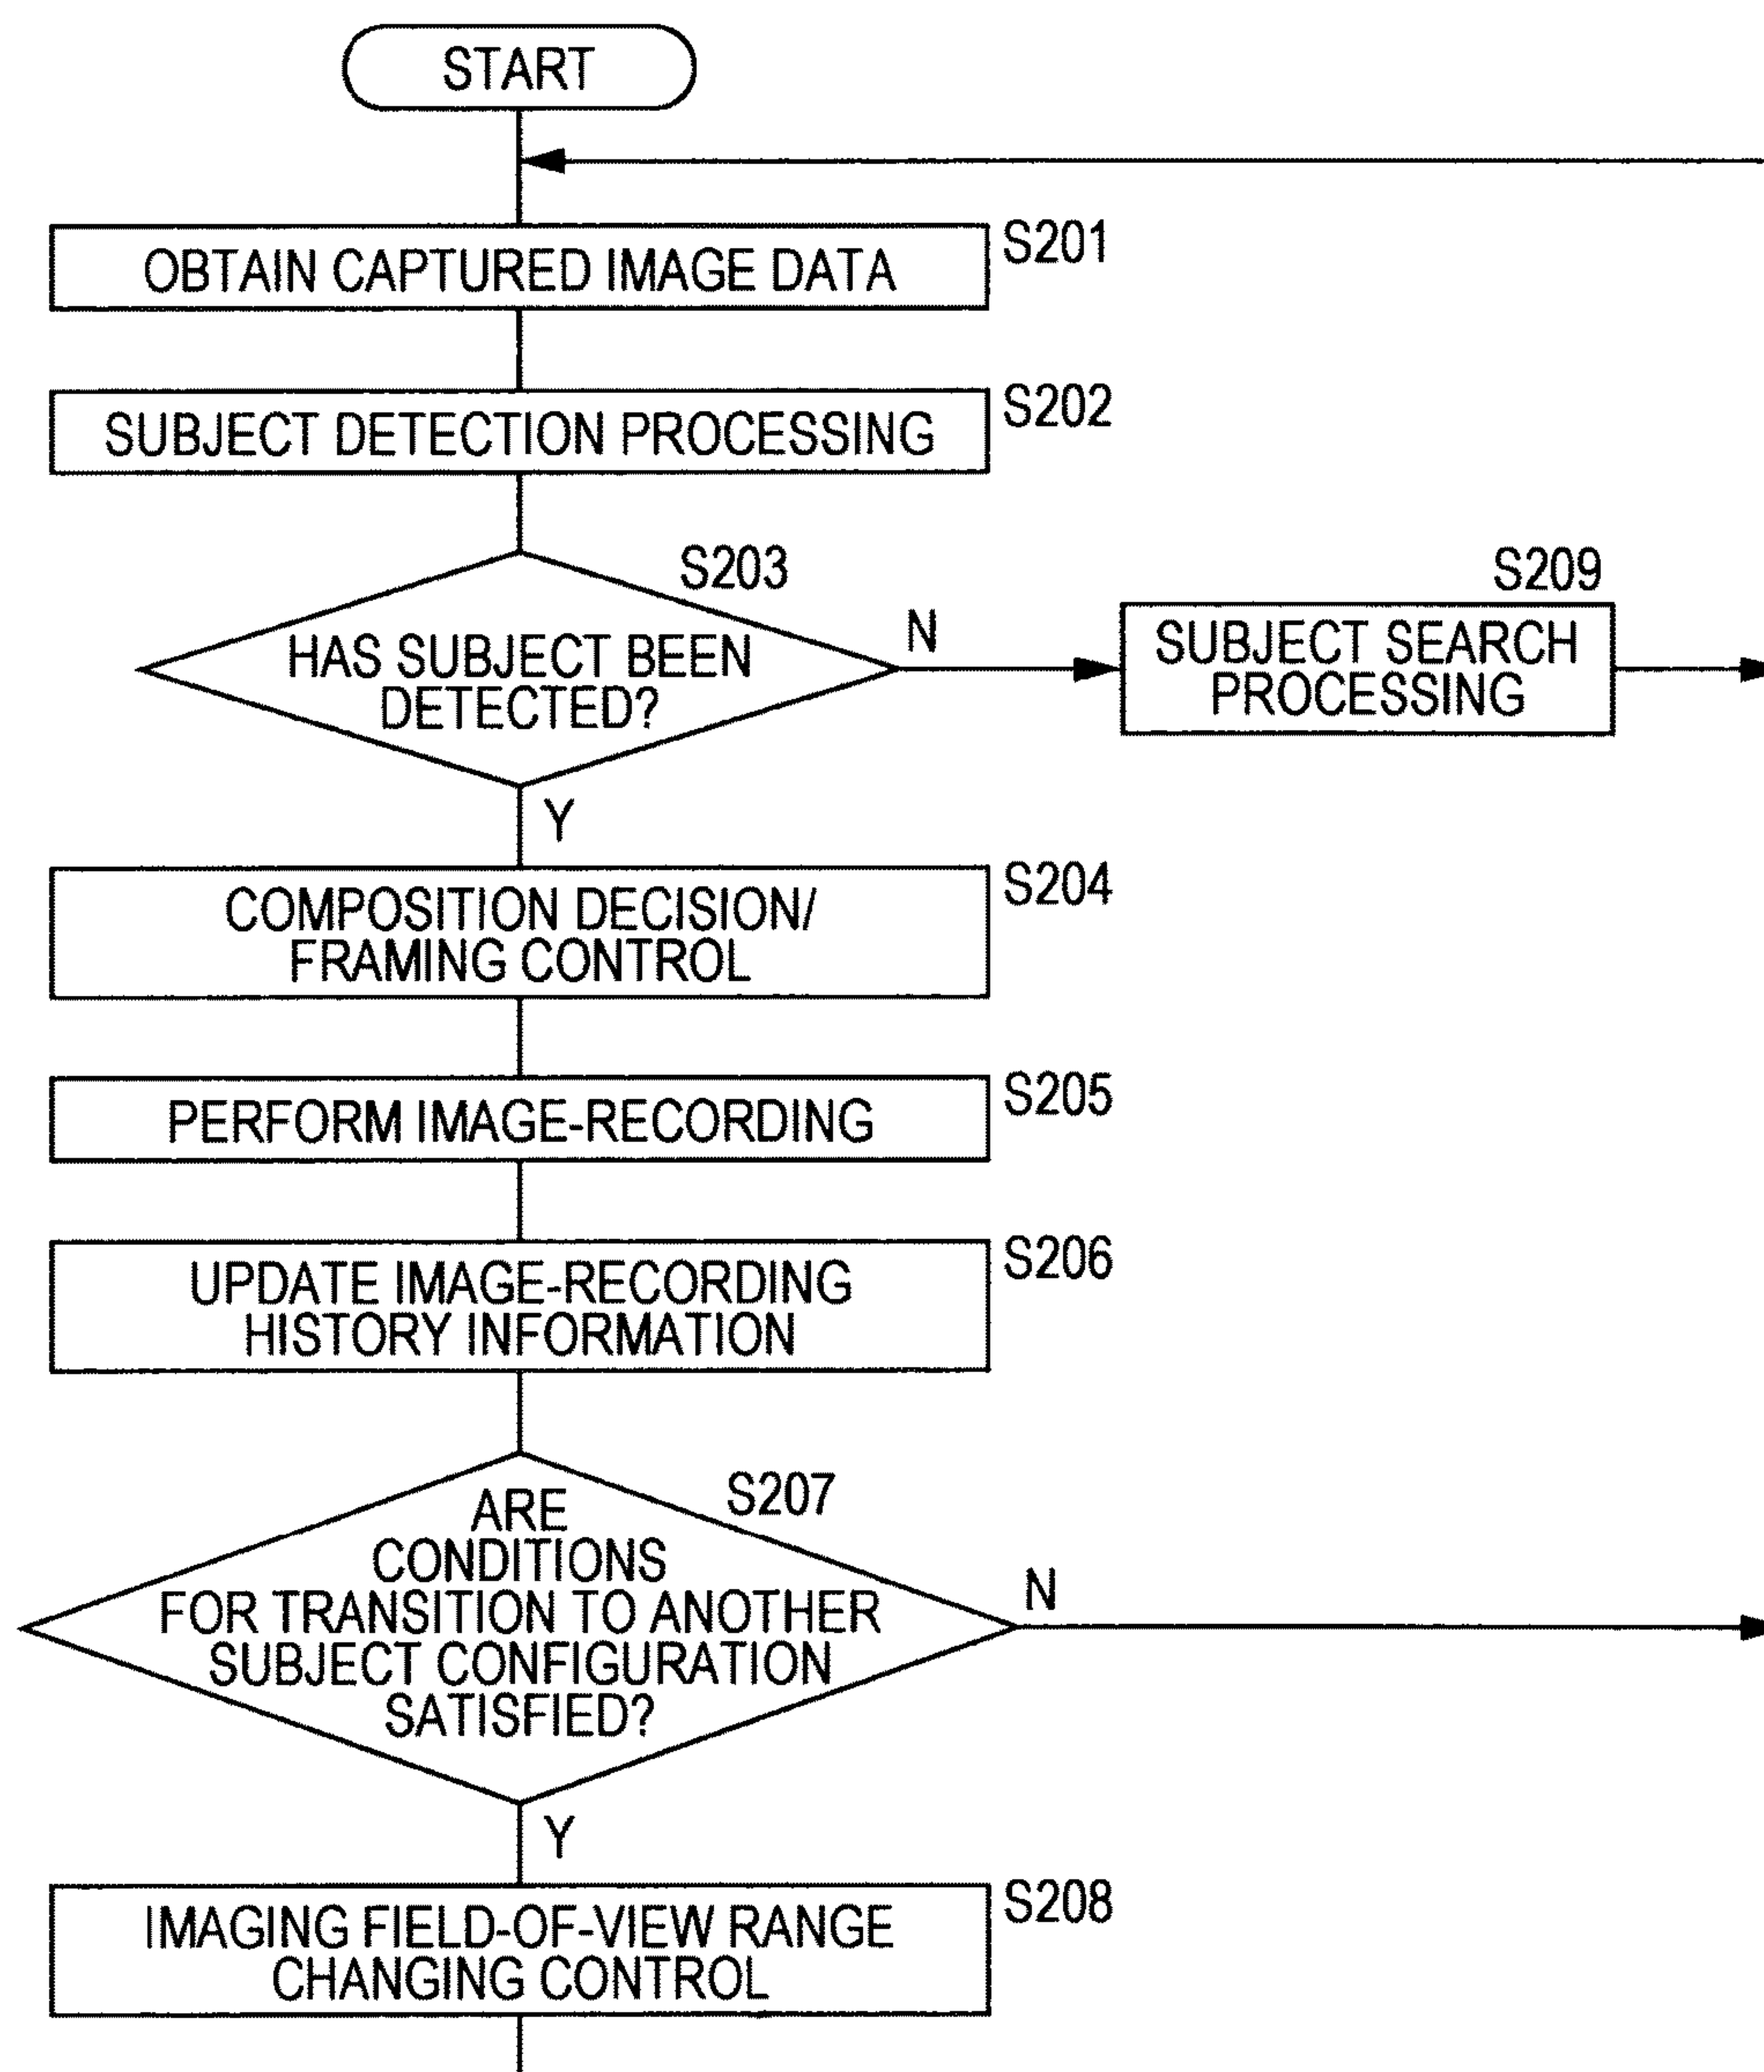 START
OBTAIN CAPTURED IMAGE DATA
S201
SUBJECT DETECTION PROCESSING
S202
S203
HAS SUBJECT BEEN
DETECTED?
N
S209
SUBJECT SEARCH
PROCESSING
Y
COMPOSITION DECISION/
FRAMING CONTROL
S204
PERFORM IMAGE-RECORDING
S205
UPDATE IMAGE-RECORDING
HISTORY INFORMATION
S206
S207
ARE
CONDITIONS
FOR TRANSITION TO ANOTHER
SUBJECT CONFIGURATION
SATISFIED?
N
Y
IMAGING FIELD-OF-VIEW RANGE
CHANGING CONTROL
S208